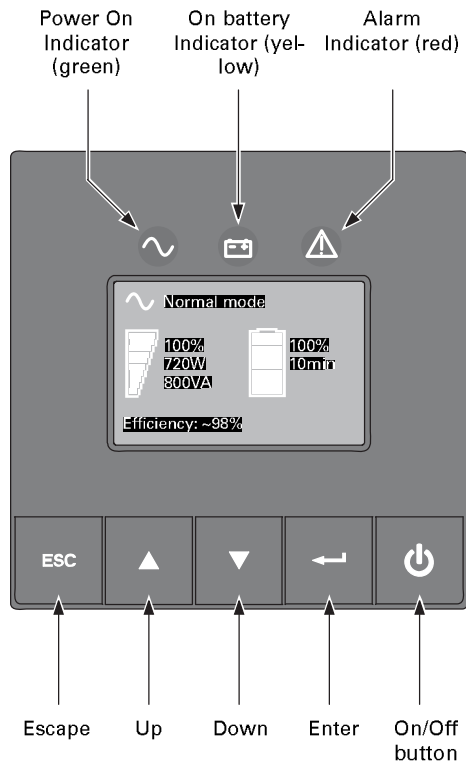 Power On
Indicator
(green)
On battery
Indicator (yel-
low)
Alarm
Indicator (red)
Normal mode
100%
720W
800VA
100%
10min
Efficiency: ~98%
ESC
Escape
Up
Down
Enter
On/Off
button